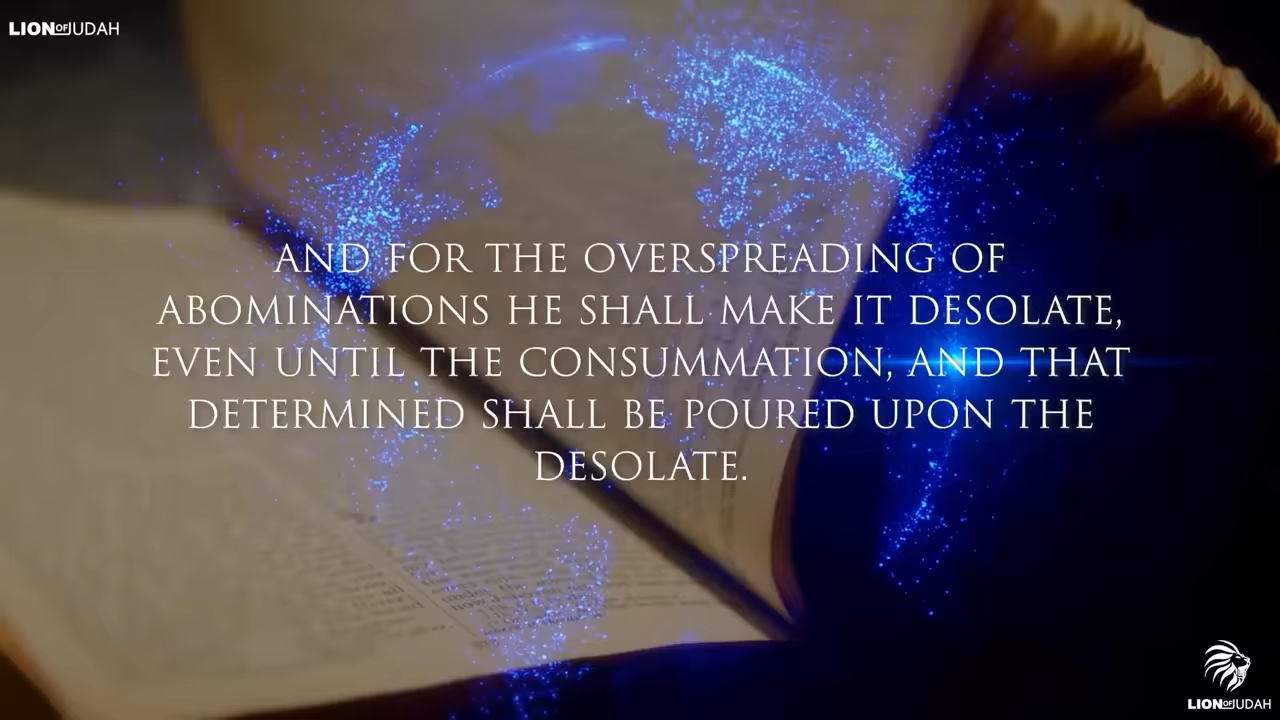 LION OF JUDAH
AND FOR THE OVERSPREADING OF
ABOMINATIONS HE SHALL MAKE IT DESOLATE,
EVEN UNTIL THE CONSUMMATION, AND THAT
DETERMINED SHALL BE POURED UPON THE
DESOLATE.
LION OF JUDAH